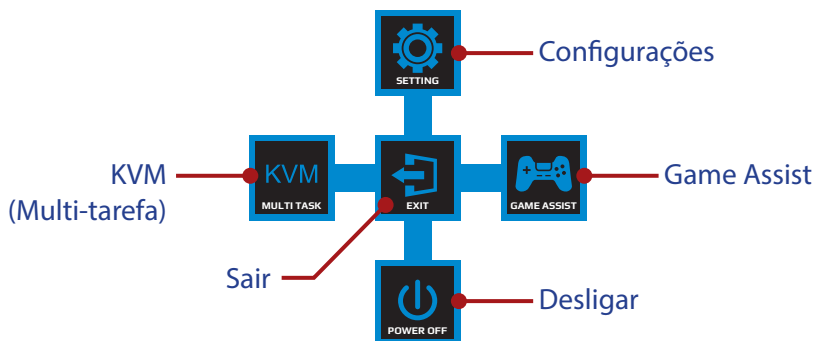 SETTING
Configurações
KVM
(Multi-tarefa)
KVM
MULTI TASK
EXIT
GAME ASSIST
Game Assist
Sair
POWER OFF
Desligar